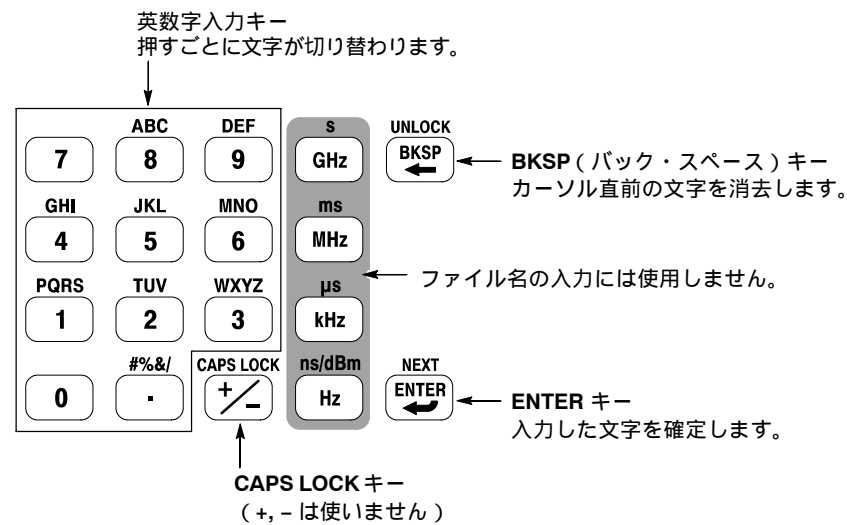 英数字入力キー
押すごとに文字が切り替わります。
ABC DEF s UNLOCK
7 8 9 GHz BKSP
BKSP（バック・スペース）キー
カーソル直前の文字を消去します。
GHI JKL MNO ms
4 5 6 MHz
ファイル名の入力には使用しません。
PQRS TUV WXYZ µs
1 2 3 kHz
#%&/ CAPS LOCK ns/dBm NEXT
0 . +/− Hz ENTER
ENTER キー
入力した文字を確定します。
CAPS LOCK キー
（+, – は使いません）